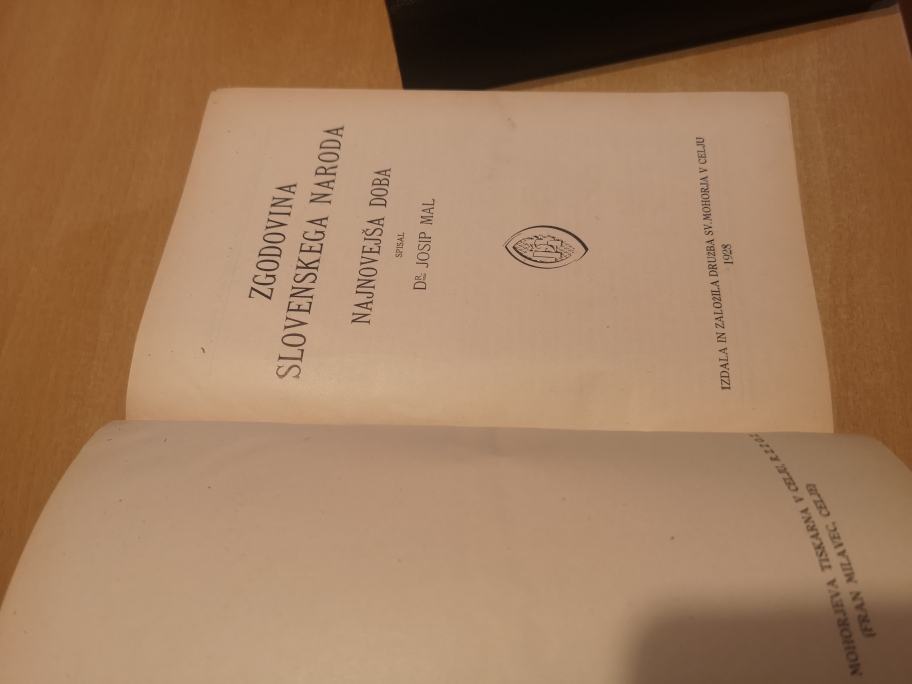 ZGODOVINA
SLOVENSKEGA NARODA
NAJNOVEJŠA DOBA
SPISAL
DR. JOSIP MAL
IZDALA IN ZALOŽILA DRUŽBA SV. MOHORJA V CELJU
1928
MOHORJEVA TISKARNA V CELJU,
(FRAN MILAVEC, CELJE)